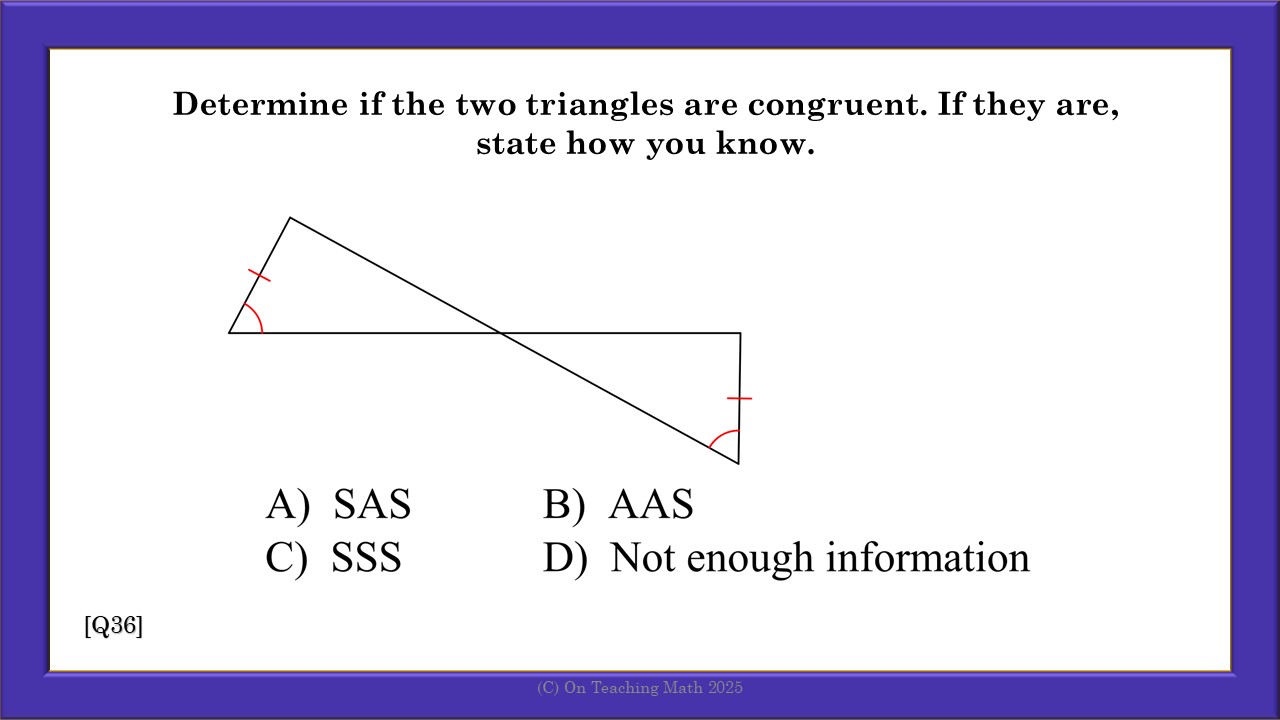 Determine if the two triangles are congruent. If they are,
state how you know.
A) SAS B) AAS
C) SSS D) Not enough information
[Q36]
(C) On Teaching Math 2025